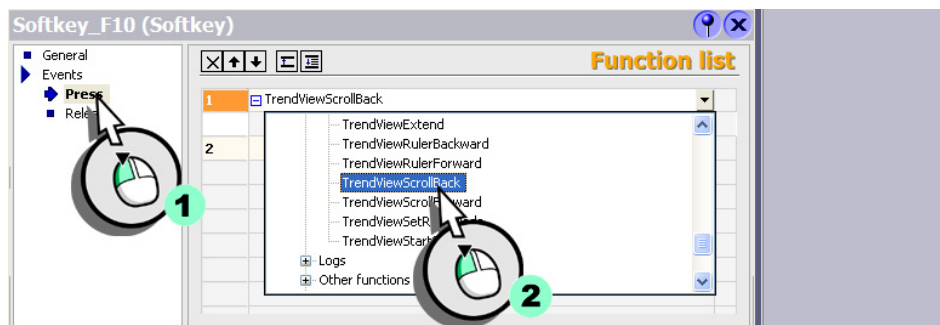 Softkey_F10 (Softkey)
General
Events
Press
Function list
1 TrendViewScrollBack
2
TrendViewExtend
TrendViewRulerBackward
TrendViewRulerForward
TrendViewScrollBack
Logs
Other functions
1
2